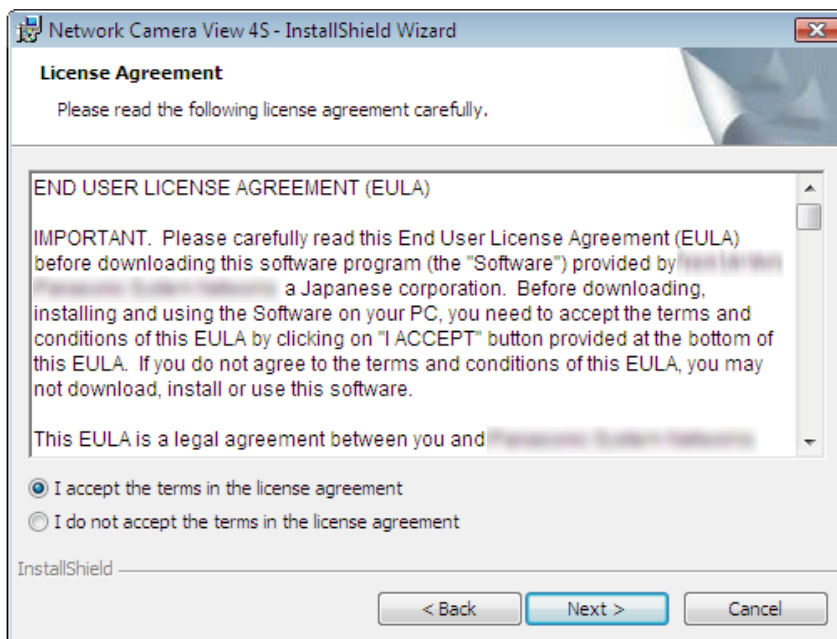 Network Camera View 4S - InstallShield Wizard
License Agreement
Please read the following license agreement carefully.
END USER LICENSE AGREEMENT (EULA)
IMPORTANT.  Please carefully read this End User License Agreement (EULA)
before downloading this software program (the "Software") provided by
a Japanese corporation.  Before downloading,
installing and using the Software on your PC, you need to accept the terms and
conditions of this EULA by clicking on "I ACCEPT" button provided at the bottom of
this EULA.  If you do not agree to the terms and conditions of this EULA, you may
not download, install or use this software.
This EULA is a legal agreement between you and
I accept the terms in the license agreement
I do not accept the terms in the license agreement
InstallShield
< Back
Next >
Cancel